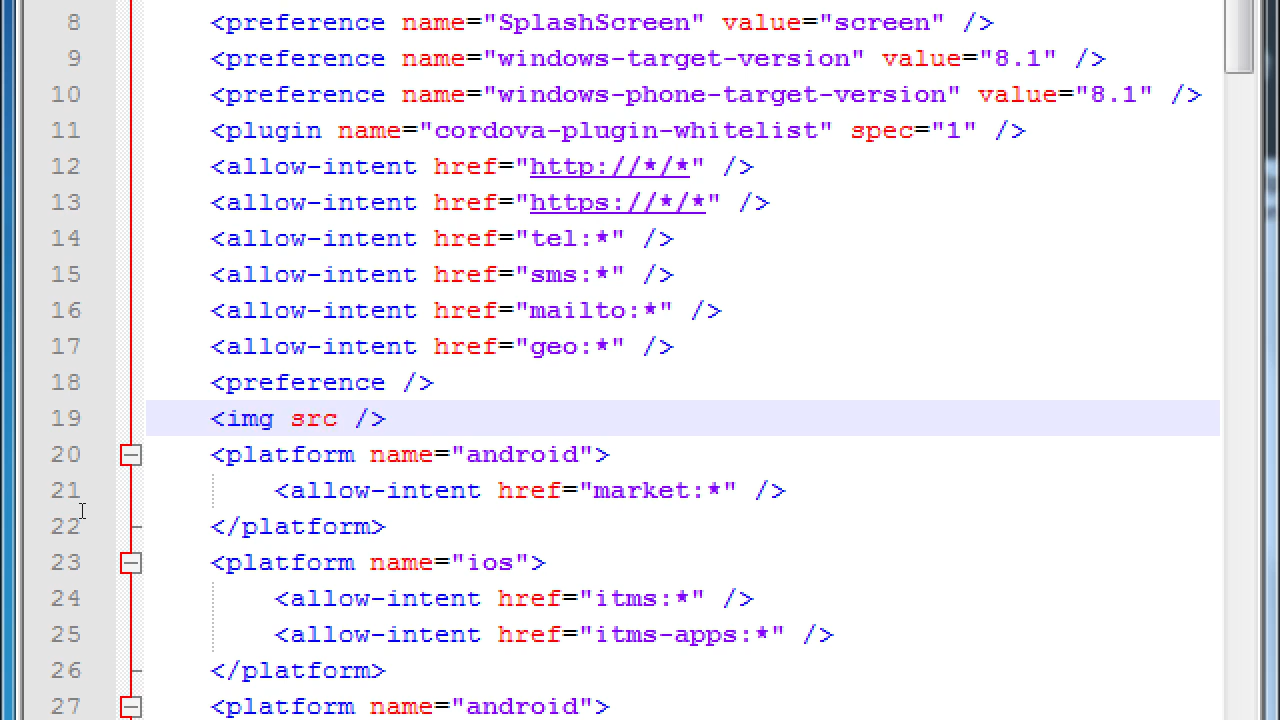 8 <preference name="SplashScreen" value="screen" />
9 <preference name="windows-target-version" value="8.1" />
10 <preference name="windows-phone-target-version" value="8.1" />
11 <plugin name="cordova-plugin-whitelist" spec="1" />
12 <allow-intent href="http://*/*" />
13 <allow-intent href="https://*/*" />
14 <allow-intent href="tel:*" />
15 <allow-intent href="sms:*" />
16 <allow-intent href="mailto:*" />
17 <allow-intent href="geo:*" />
18 <preference />
19 <img src />
20 <platform name="android">
21 <allow-intent href="market:*" />
22 </platform>
23 <platform name="ios">
24 <allow-intent href="itms:*" />
25 <allow-intent href="itms-apps:*" />
26 </platform>
27 <platform name="android">